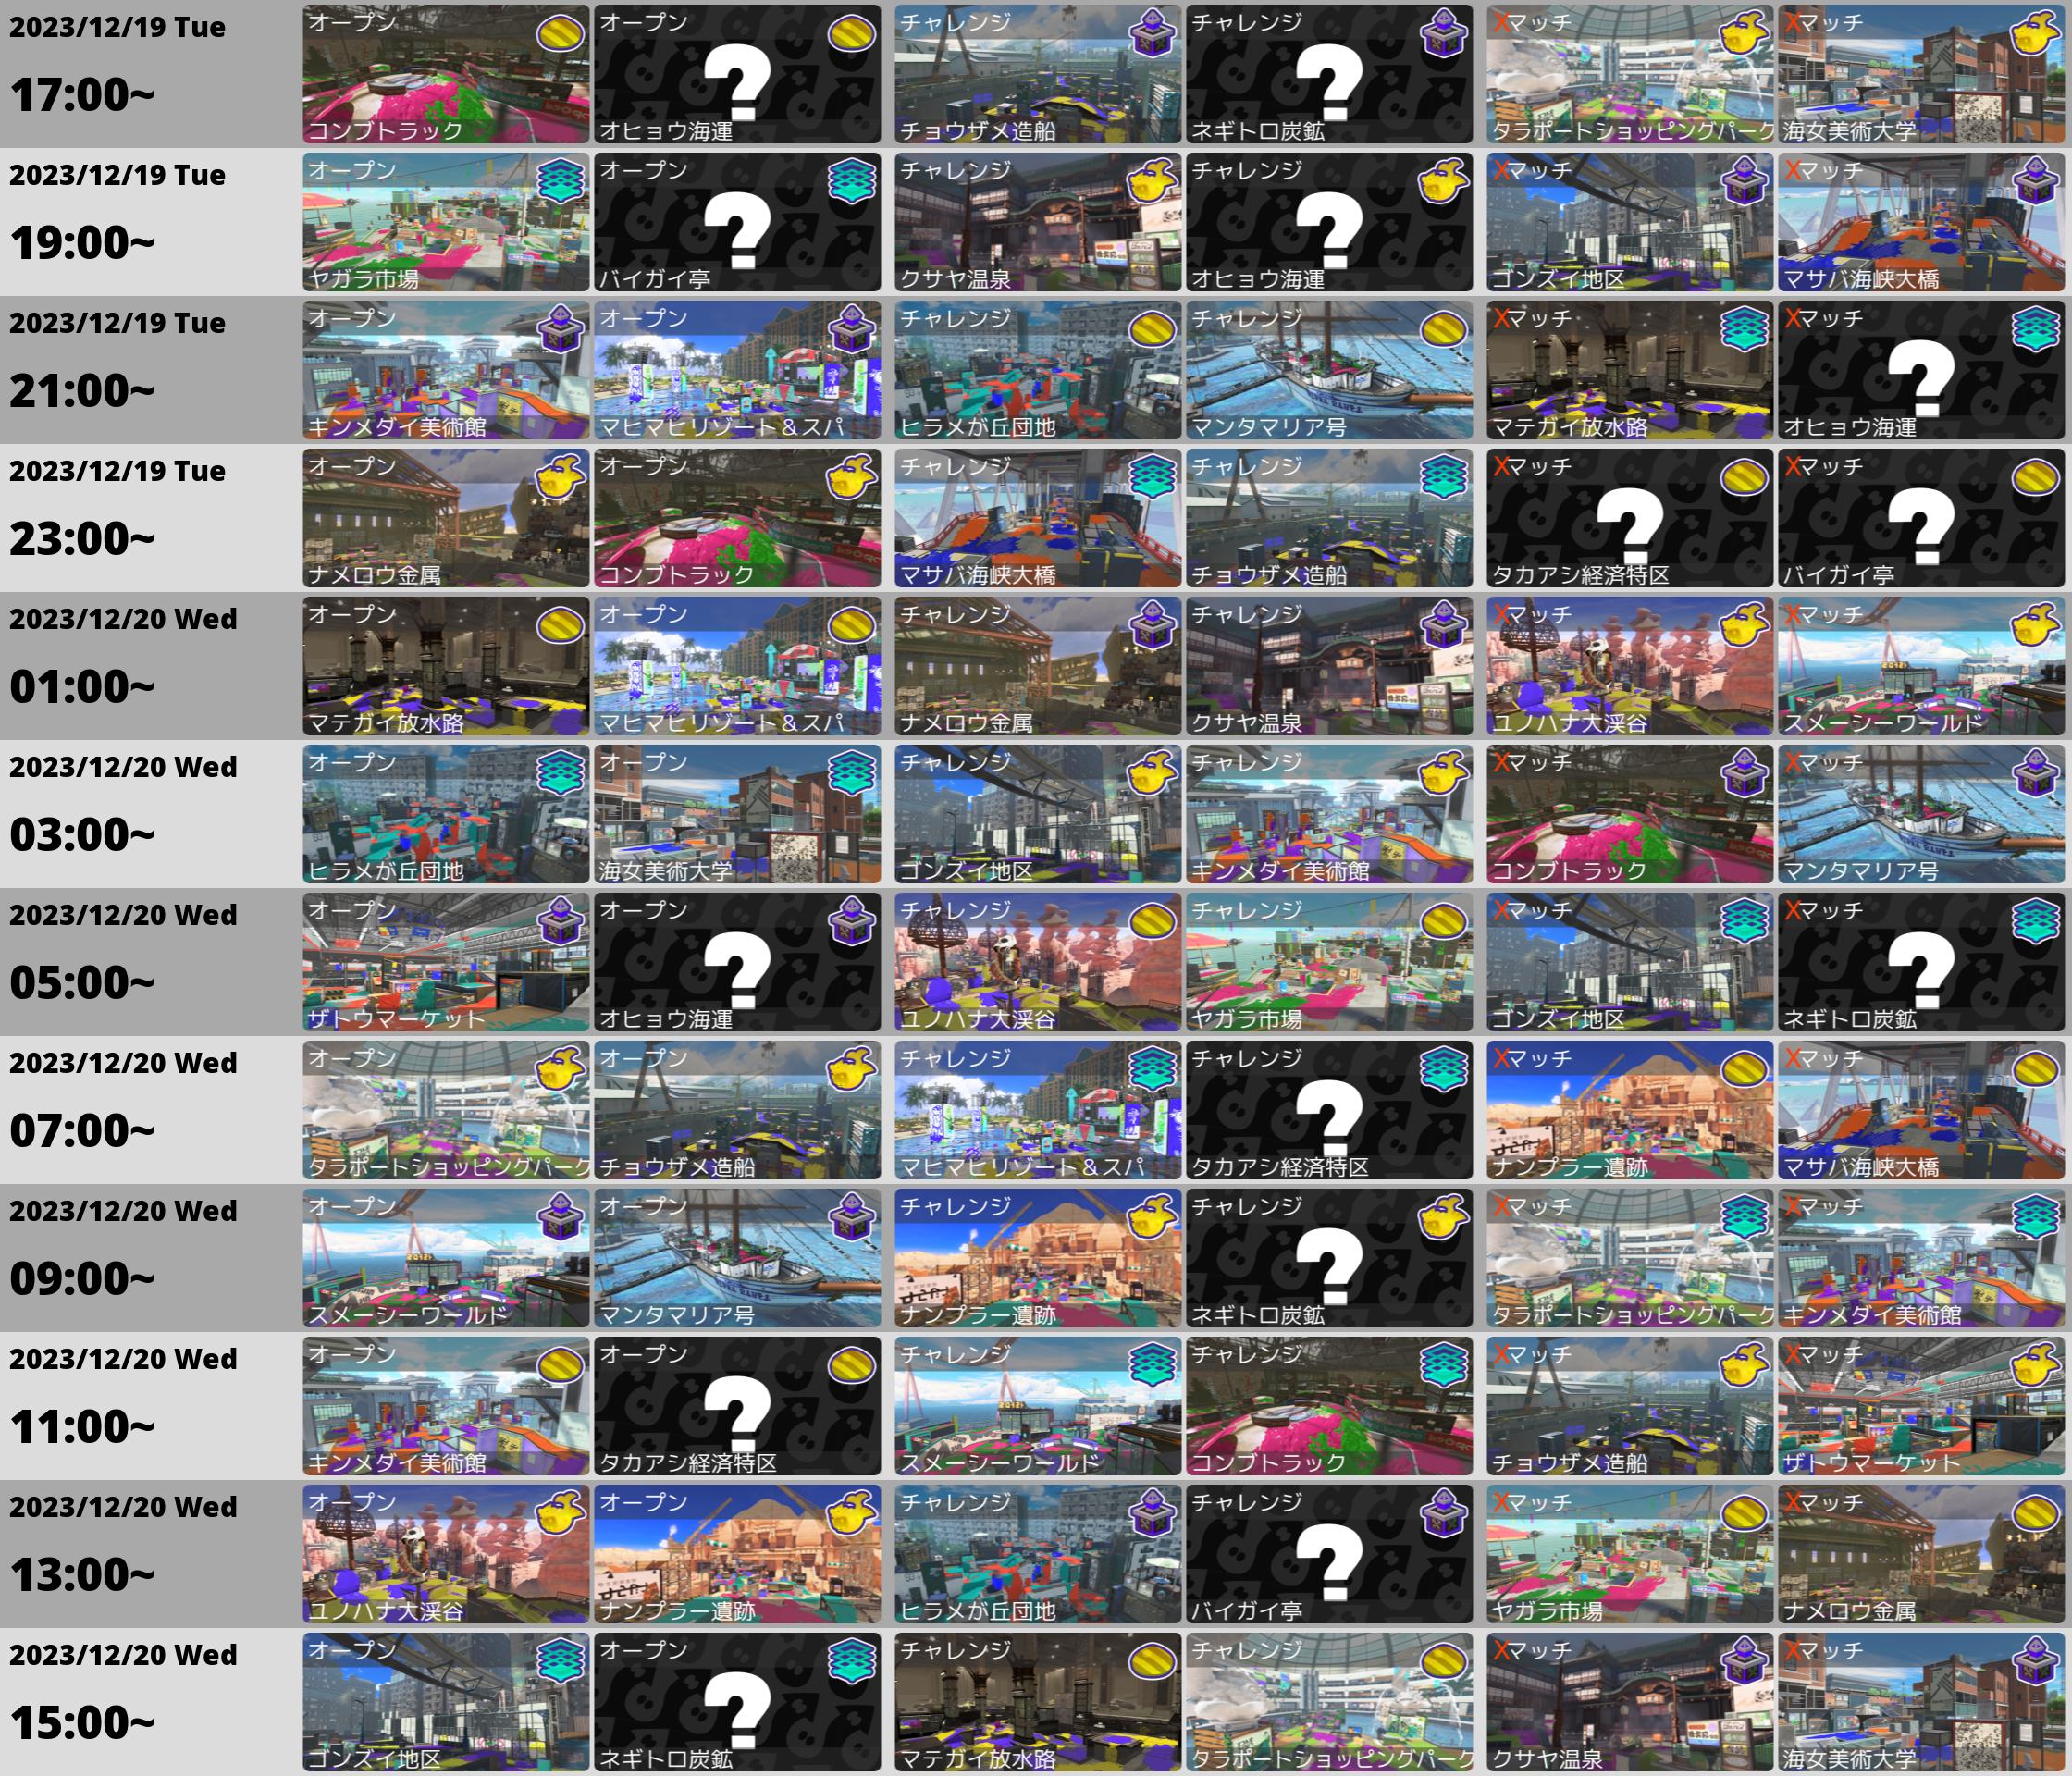 2023/12/19 Tue
17:00~
オープン
コンブトラック
オープン
オヒョウ海運
チャレンジ
チョウザメ造船
チャレンジ
ネギトロ炭鉱
Xマッチ
タラポートショッピングパーク
Xマッチ
海女美術大学
2023/12/19 Tue
19:00~
オープン
ヤガラ市場
オープン
バイガイ亭
チャレンジ
クサヤ温泉
チャレンジ
オヒョウ海運
Xマッチ
ゴンズイ地区
Xマッチ
マサバ海峡大橋
2023/12/19 Tue
21:00~
オープン
キンメダイ美術館
オープン
マヒマヒリゾート＆スパ
チャレンジ
ヒラメが丘団地
チャレンジ
マンタマリア号
Xマッチ
マテガイ放水路
Xマッチ
オヒョウ海運
2023/12/19 Tue
23:00~
オープン
ナメロウ金属
オープン
コンブトラック
チャレンジ
マサバ海峡大橋
チャレンジ
チョウザメ造船
Xマッチ
タカアシ経済特区
Xマッチ
バイガイ亭
2023/12/20 Wed
01:00~
オープン
マテガイ放水路
オープン
マヒマヒリゾート＆スパ
チャレンジ
ナメロウ金属
チャレンジ
クサヤ温泉
Xマッチ
ユノハナ大渓谷
Xマッチ
スメーシーワールド
2023/12/20 Wed
03:00~
オープン
ヒラメが丘団地
オープン
海女美術大学
チャレンジ
ゴンズイ地区
チャレンジ
キンメダイ美術館
Xマッチ
コンブトラック
Xマッチ
マンタマリア号
2023/12/20 Wed
05:00~
オープン
ザトウマーケット
オープン
オヒョウ海運
チャレンジ
ユノハナ大渓谷
チャレンジ
ヤガラ市場
Xマッチ
ゴンズイ地区
Xマッチ
ネギトロ炭鉱
2023/12/20 Wed
07:00~
オープン
タラポートショッピングパーク
オープン
チョウザメ造船
チャレンジ
マヒマヒリゾート＆スパ
チャレンジ
タカアシ経済特区
Xマッチ
ナンプラー遺跡
Xマッチ
マサバ海峡大橋
2023/12/20 Wed
09:00~
オープン
スメーシーワールド
オープン
マンタマリア号
チャレンジ
ナンプラー遺跡
チャレンジ
ネギトロ炭鉱
Xマッチ
タラポートショッピングパーク
Xマッチ
キンメダイ美術館
2023/12/20 Wed
11:00~
オープン
キンメダイ美術館
オープン
タカアシ経済特区
チャレンジ
スメーシーワールド
チャレンジ
コンブトラック
Xマッチ
チョウザメ造船
Xマッチ
ザトウマーケット
2023/12/20 Wed
13:00~
オープン
ユノハナ大渓谷
オープン
ナンプラー遺跡
チャレンジ
ヒラメが丘団地
チャレンジ
バイガイ亭
Xマッチ
ヤガラ市場
Xマッチ
ナメロウ金属
2023/12/20 Wed
15:00~
オープン
ゴンズイ地区
オープン
ネギトロ炭鉱
チャレンジ
マテガイ放水路
チャレンジ
タラポートショッピングパーク
Xマッチ
クサヤ温泉
Xマッチ
海女美術大学